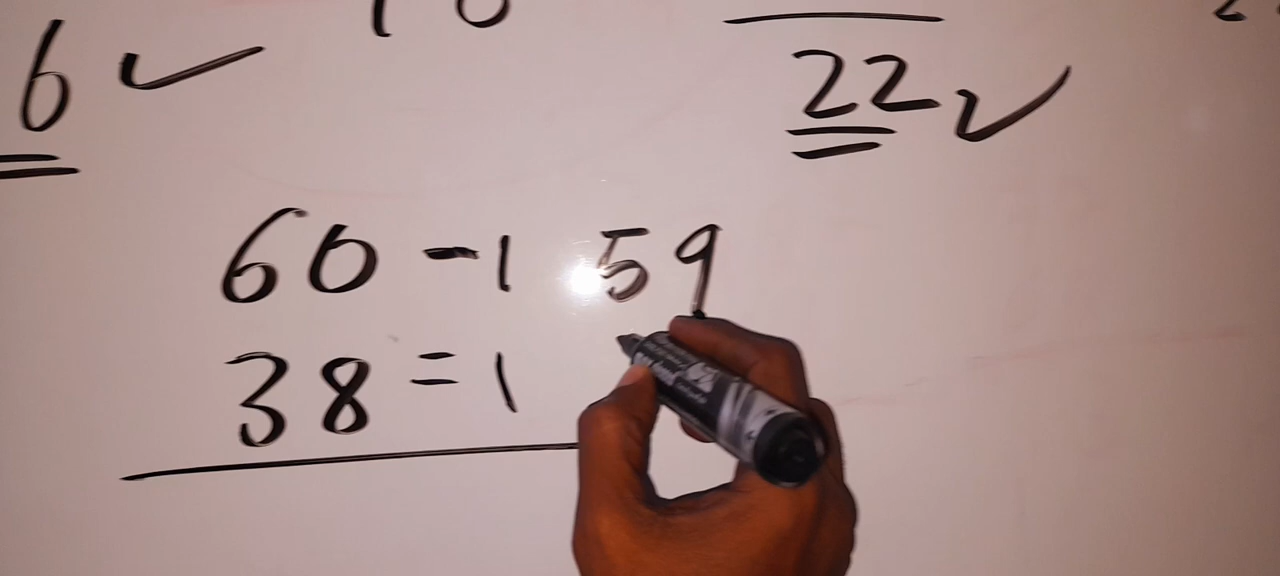 6
22
60 - 1 59
38 = 1